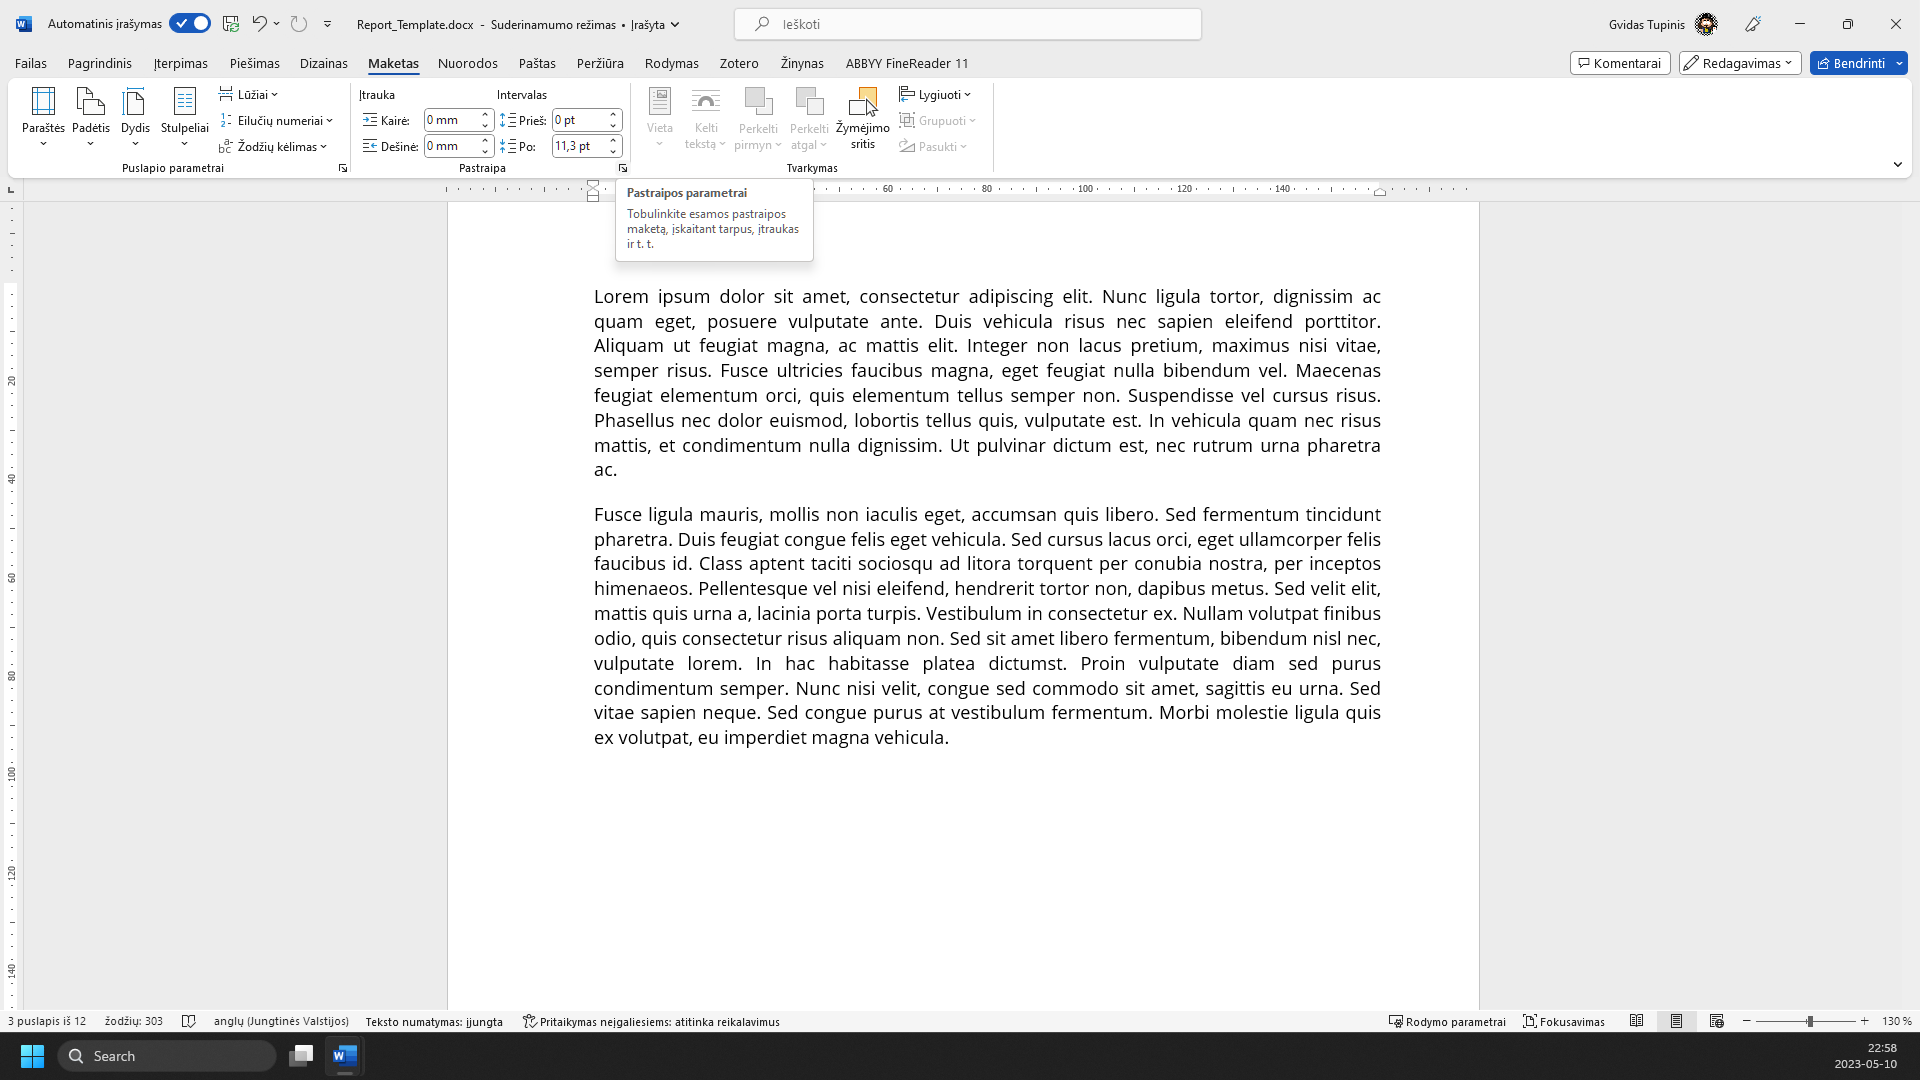 Automatinis įrašymas
Report_Template.docx - Suderinamumo režimas • Įrašyta
Ieškoti
Gvidas Tupinis
Failas Pagrindinis Įterpimas Piešimas Dizainas Maketas Nuorodos Paštas Peržiūra Rodymas Zotero Žinynas ABBYY FineReader 11
Komentarai Redagavimas Bendrinti
Paraštės Padėtis Dydis Stulpeliai
Lūžiai
Eilučių numeriai
Žodžių kėlimas
Puslapio parametrai
Įtrauka Intervalas
Kairė: 0 mm Prieš: 0 pt
Dešinė: 0 mm Po: 11,3 pt
Pastraipa
Vieta
Kelti tekstą
Perkelti pirmyn
Perkelti atgal
Žymėjimo sritis
Lygiuoti
Grupuoti
Pasukti
Tvarkymas
60 80 100 120 140
Pastraipos parametrai
Tobulinkite esamos pastraipos
maketą, įskaitant tarpus, įtraukas
ir t. t.
Lorem ipsum dolor sit amet, consectetur adipiscing elit. Nunc ligula tortor, dignissim ac
quam eget, posuere vulputate ante. Duis vehicula risus nec sapien eleifend porttitor.
Aliquam ut feugiat magna, ac mattis elit. Integer non lacus pretium, maximus nisi vitae,
semper risus. Fusce ultricies faucibus magna, eget feugiat nulla bibendum vel. Maecenas
feugiat elementum orci, quis elementum tellus semper non. Suspendisse vel cursus risus.
Phasellus nec dolor euismod, lobortis tellus quis, vulputate est. In vehicula quam nec risus
mattis, et condimentum nulla dignissim. Ut pulvinar dictum est, nec rutrum urna pharetra
ac.
Fusce ligula mauris, mollis non iaculis eget, accumsan quis libero. Sed fermentum tincidunt
pharetra. Duis feugiat congue felis eget vehicula. Sed cursus lacus orci, eget ullamcorper felis
faucibus id. Class aptent taciti sociosqu ad litora torquent per conubia nostra, per inceptos
himenaeos. Pellentesque vel nisi eleifend, hendrerit tortor non, dapibus metus. Sed velit elit,
mattis quis urna a, lacinia porta turpis. Vestibulum in consectetur ex. Nullam volutpat finibus
odio, quis consectetur risus aliquam non. Sed sit amet libero fermentum, bibendum nisl nec,
vulputate lorem. In hac habitasse platea dictumst. Proin vulputate diam sed purus
condimentum semper. Nunc nisi velit, congue sed commodo sit amet, sagittis eu urna. Sed
vitae sapien neque. Sed congue purus at vestibulum fermentum. Morbi molestie ligula quis
ex volutpat, eu imperdiet magna vehicula.
20
40
60
80
100
120
140
3 puslapis iš 12 žodžių: 303 anglų (Jungtinės Valstijos) Teksto numatymas: įjungta Pritaikymas neįgaliesiems: atitinka reikalavimus Rodymo parametrai Fokusavimas 130 %
Search
22:58
2023-05-10